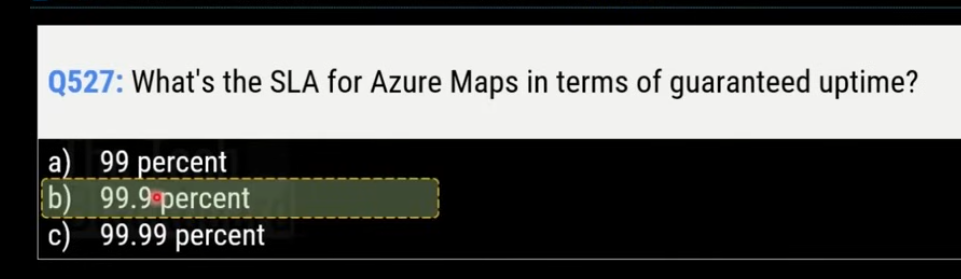 Q527: What's the SLA for Azure Maps in terms of guaranteed uptime?
a) 99 percent
b) 99.9 percent
c) 99.99 percent